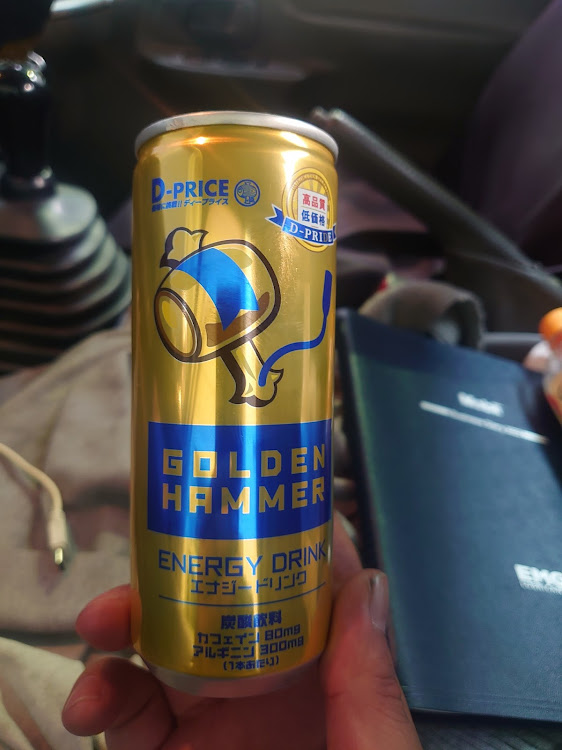 D-PRICE
ディープライス
高品質
低価格
D-PRICE
GOLDEN
HAMMER
ENERGY DRINK
エナジードリンク
炭酸飲料
カフェイン 80mg
アルギニン 300mg
(1本あたり)